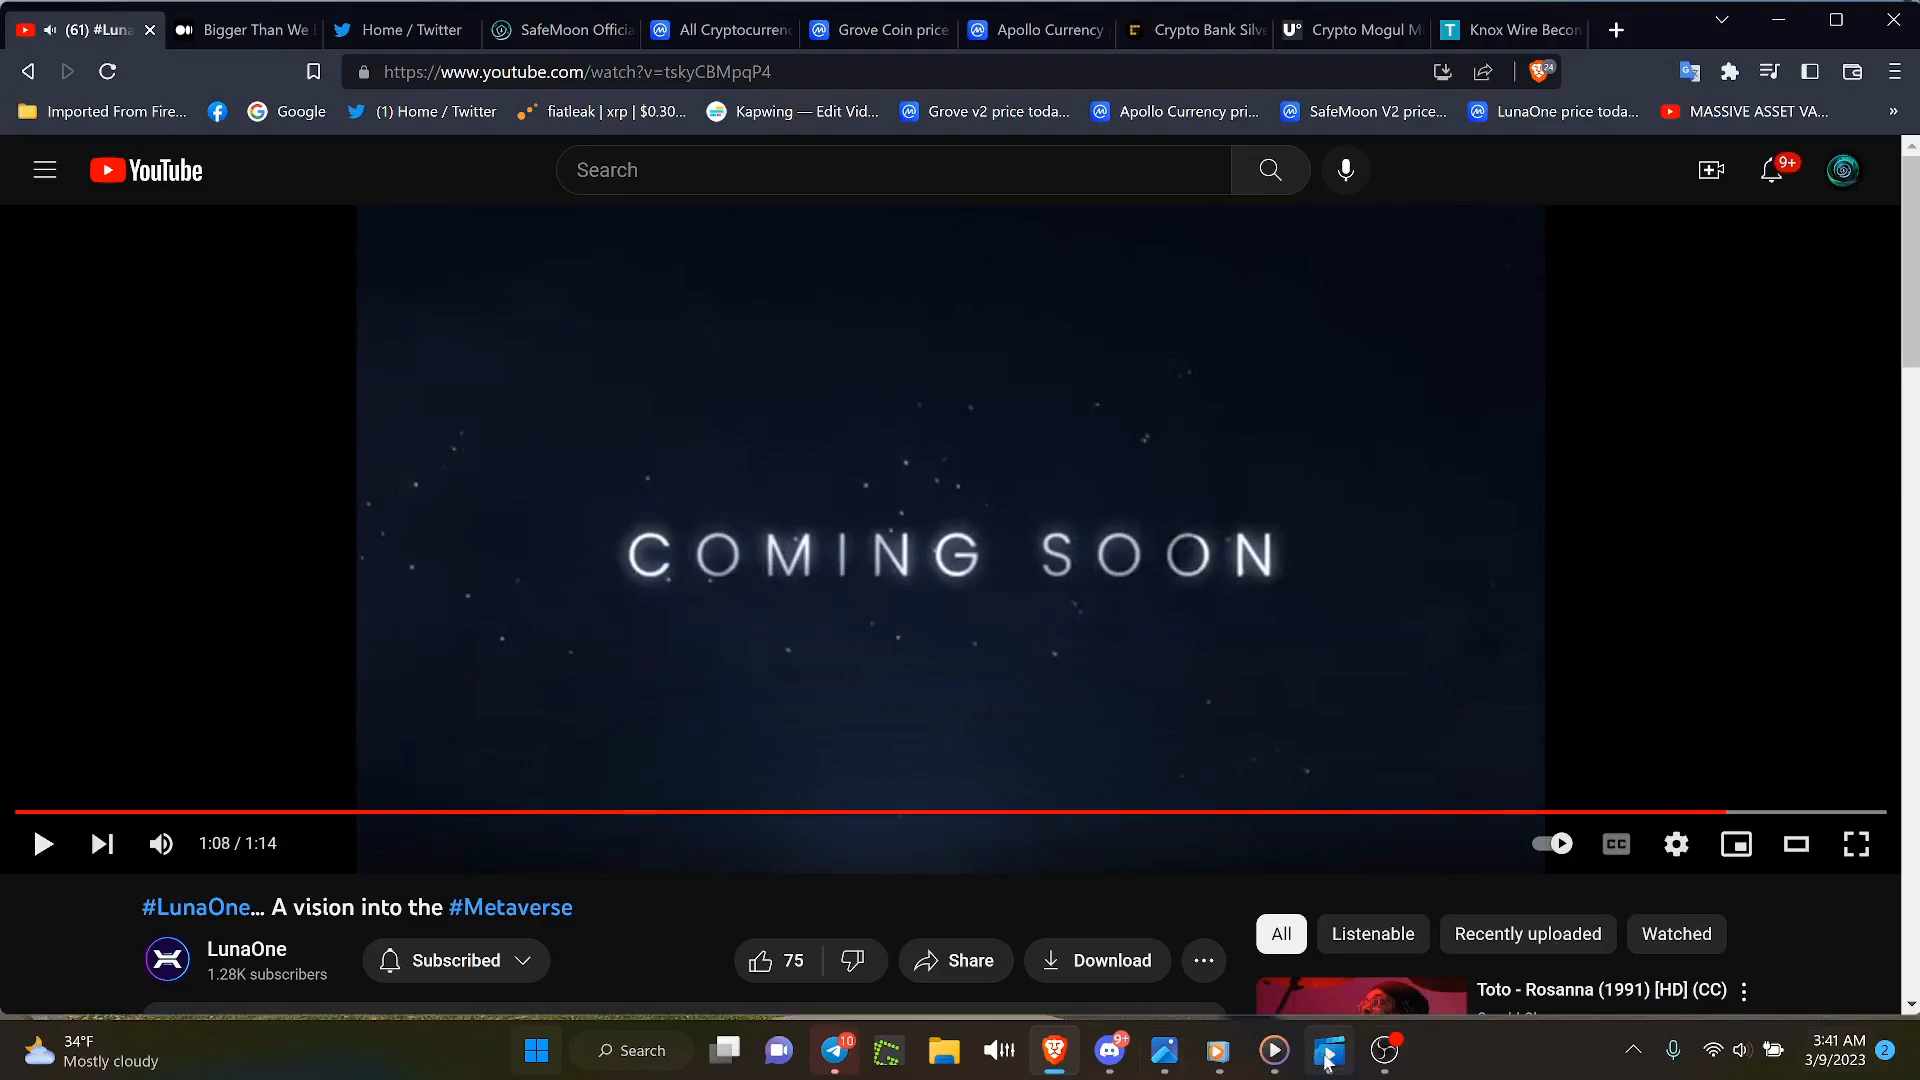 (61) #Luna
Bigger Than We
Home / Twitter
SafeMoon Officia
All Cryptocurren
Grove Coin price
Apollo Currency
Crypto Bank Silv
U° Crypto Mogul M
T Knox Wire Becon
https://www.youtube.com/watch?v=tskyCBMpqP4
24
Imported From Fire...
Google
(1) Home / Twitter
fiatleak | xrp | $0.30...
Kapwing — Edit Vid...
Grove v2 price toda...
Apollo Currency pri...
SafeMoon V2 price...
LunaOne price toda...
MASSIVE ASSET VA...
»
YouTube
Search
9+
COMING SOON
1:08 / 1:14
CC
#LunaOne... A vision into the #Metaverse
LunaOne
1.28K subscribers
Subscribed
75
Share
Download
All
Listenable
Recently uploaded
Watched
Toto - Rosanna (1991) [HD] (CC)
34°F
Mostly cloudy
Search
10
9+
3:41 AM
3/9/2023
2